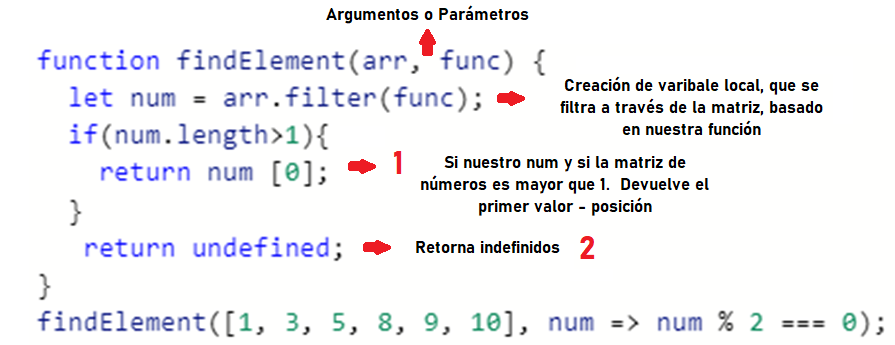 Argumentos o Parámetros
function findElement(arr, func) {
let num = arr.filter(func);
Creación de varibale local, que se
filtra a través de la matriz, basado
en nuestra función
if(num.length>1){
return num [0];
1
Si nuestro num y si la matriz de
números es mayor que 1. Devuelve el
primer valor - posición
}
return undefined;
Retorna indefinidos
2
}
findElement([1, 3, 5, 8, 9, 10], num => num % 2 === 0);